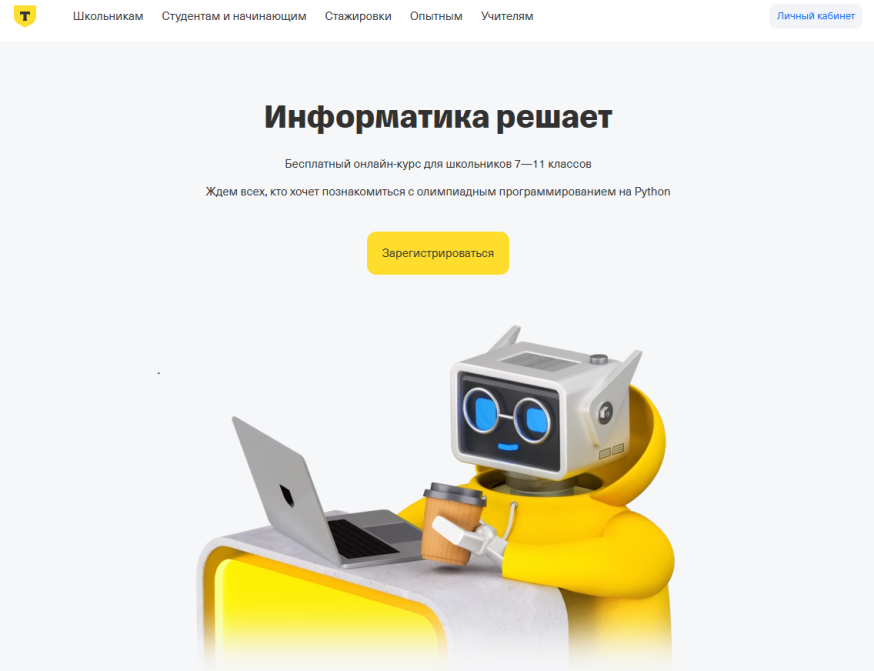 Т
Школьникам Студентам и начинающим Стажировки Опытным Учителям Личный кабинет
Информатика решает
Бесплатный онлайн-курс для школьников 7—11 классов
Ждем всех, кто хочет познакомиться с олимпиадным программированием на Python
Зарегистрироваться